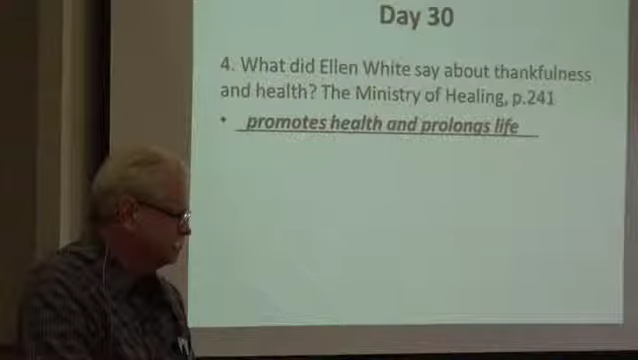 Day 30
4. What did Ellen White say about thankfulness
and health? The Ministry of Healing, p.241
• promotes health and prolongs life